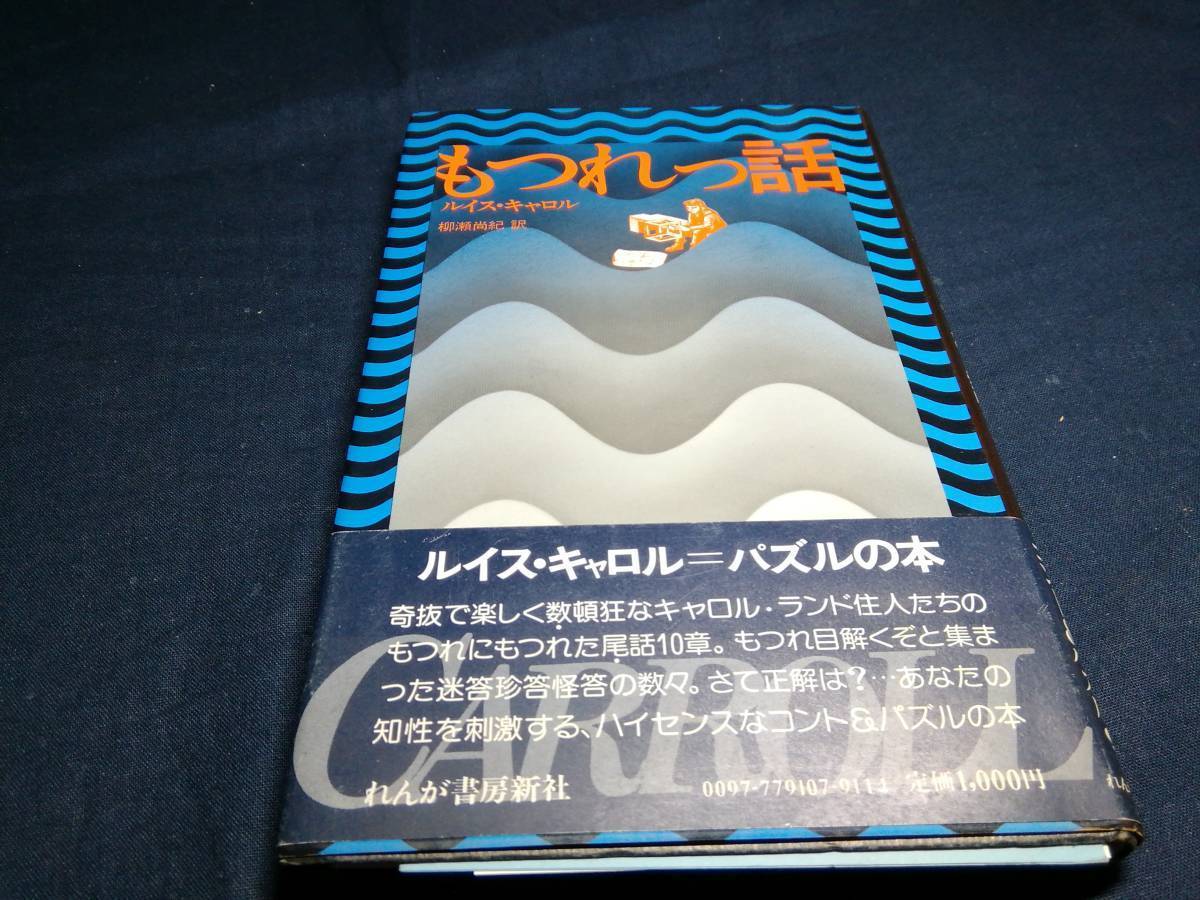 もつれっ話
ルイス・キャロル
柳瀬尚紀 訳
ルイス・キャロル＝パズルの本
奇抜で楽しく数頓狂なキャロル・ランド住人たちの
もつれにもつれた尾話10章。もつれ目解くぞと集ま
った迷答珍答怪答の数々。さて正解は？…あなたの
知性を刺激する、ハイセンスなコント&パズルの本
CARROLL
れんが書房新社
0097-779107-9114 定価1,000円
れん